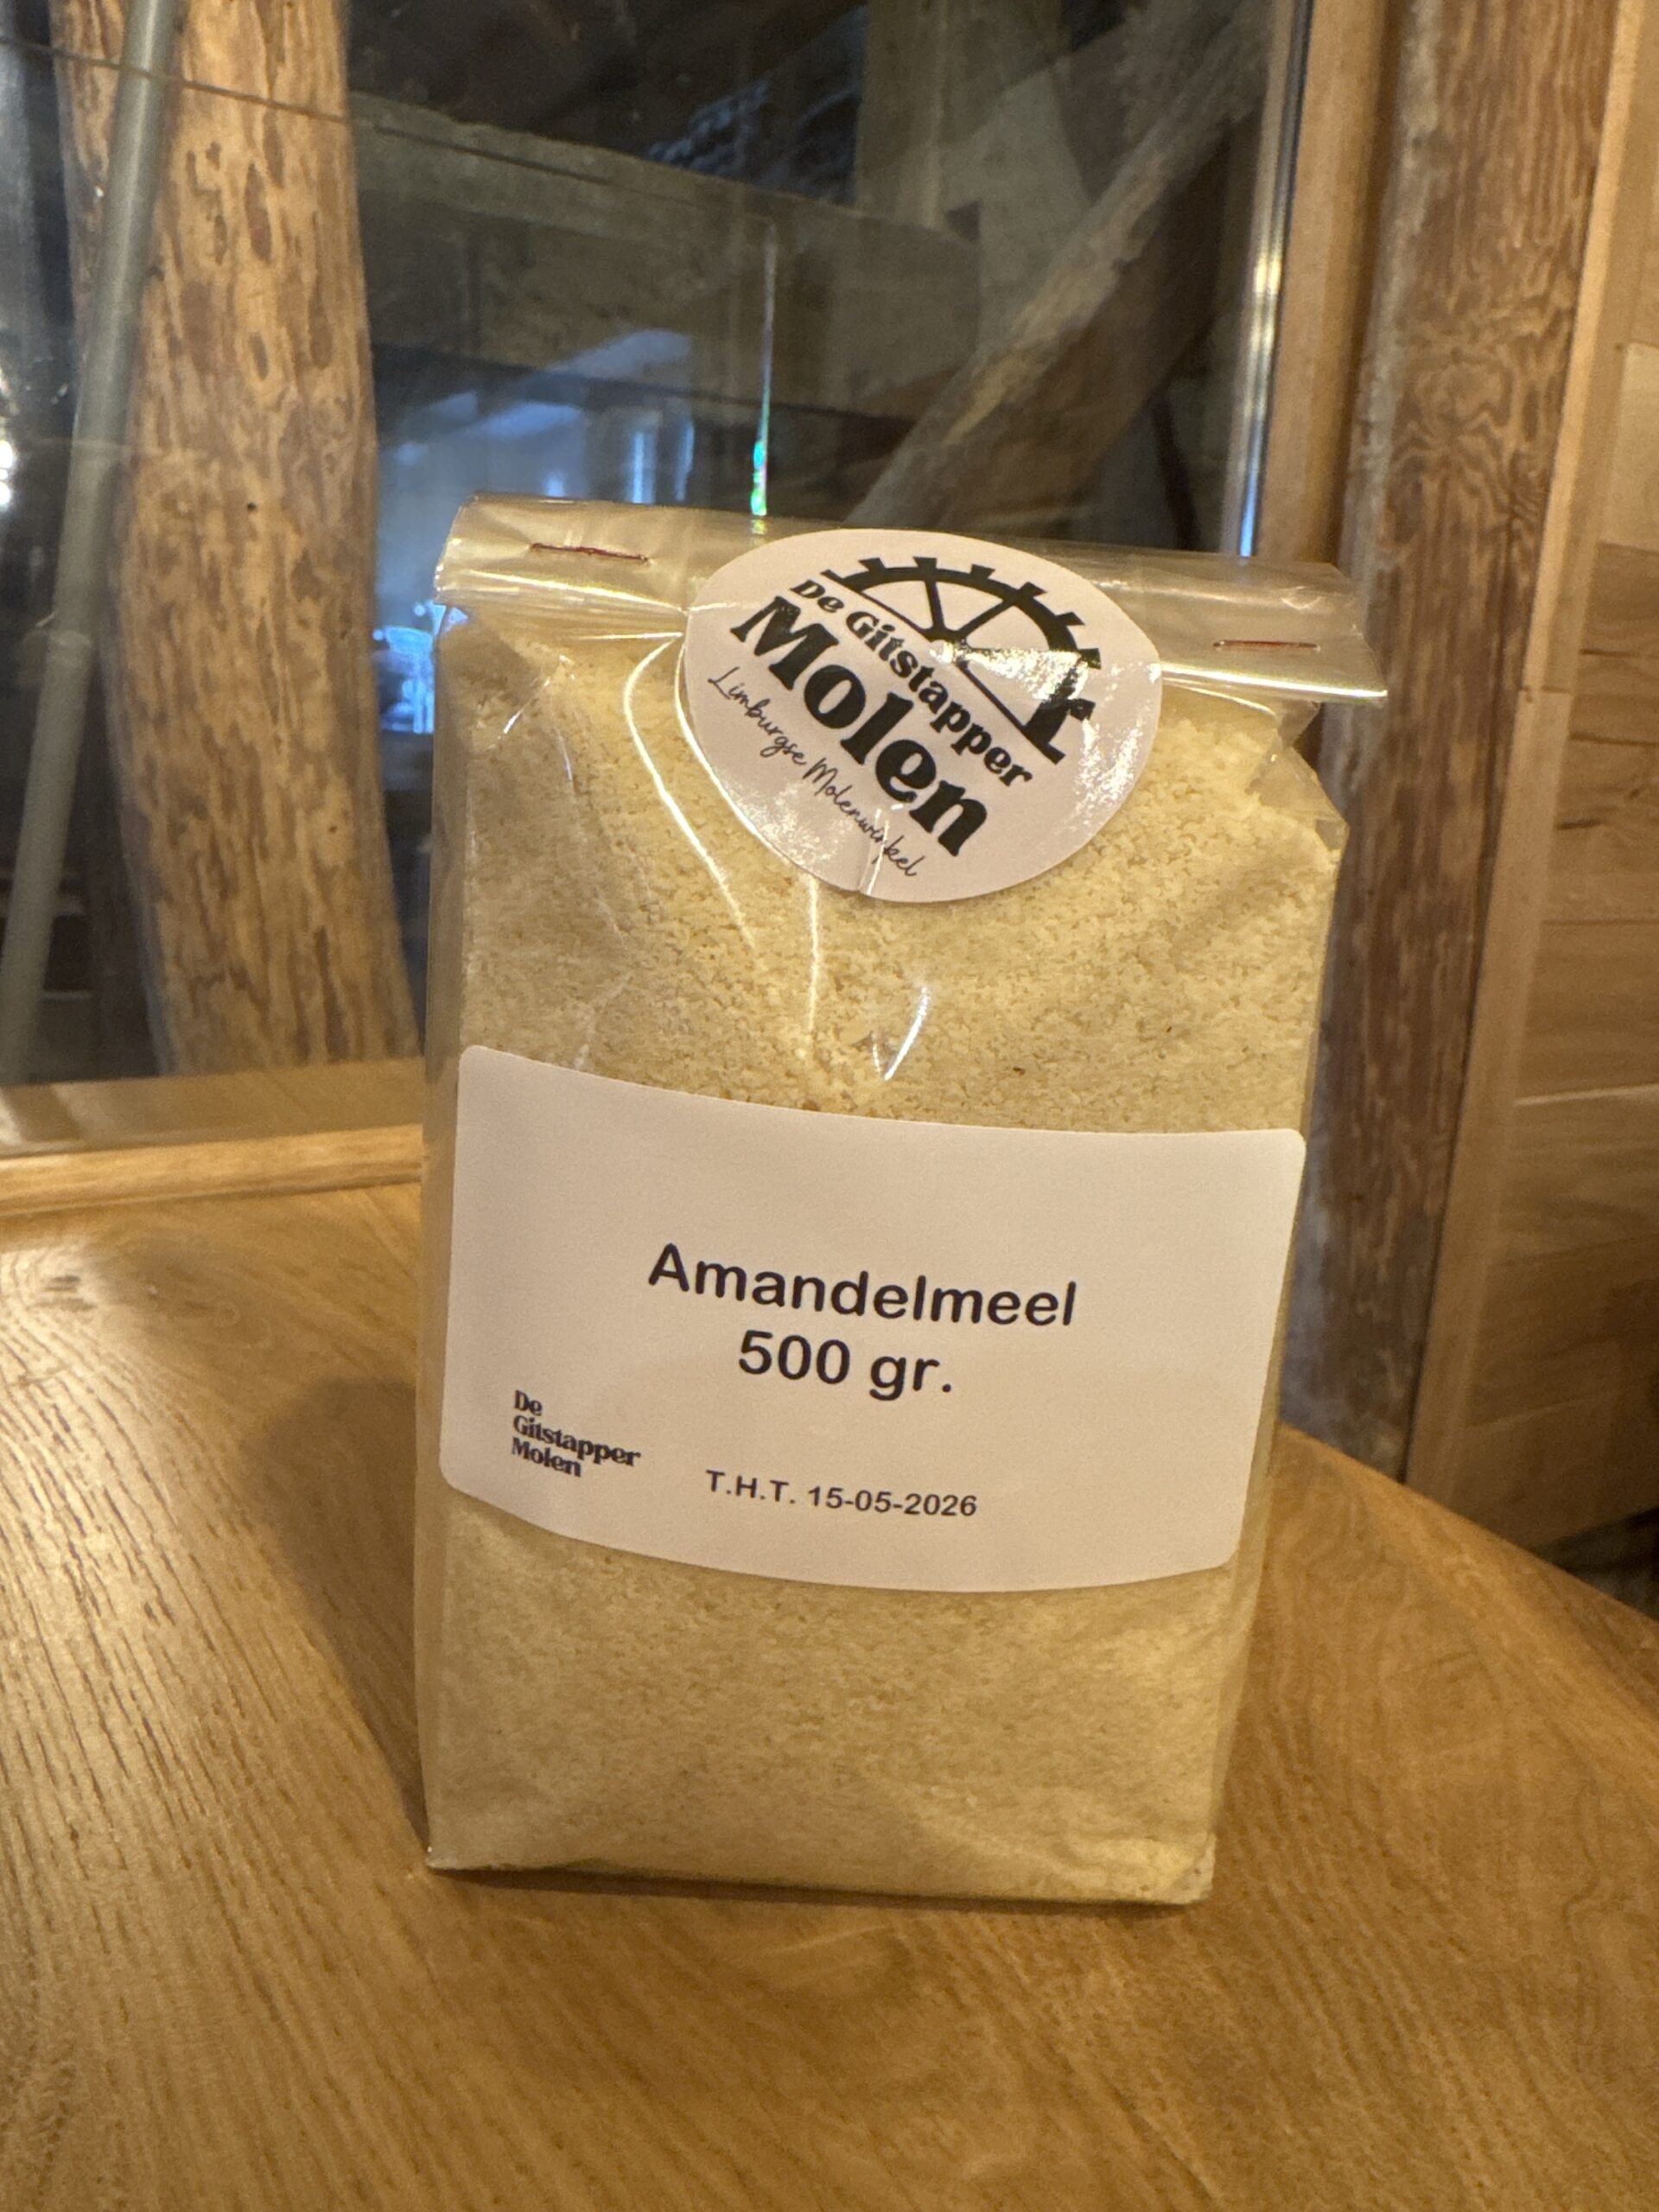 De Gitstapper
Molen
Limburgse Molenwinkel
Amandelmeel
500 gr.
De
Gitstapper
Molen
T.H.T. 15-05-2026